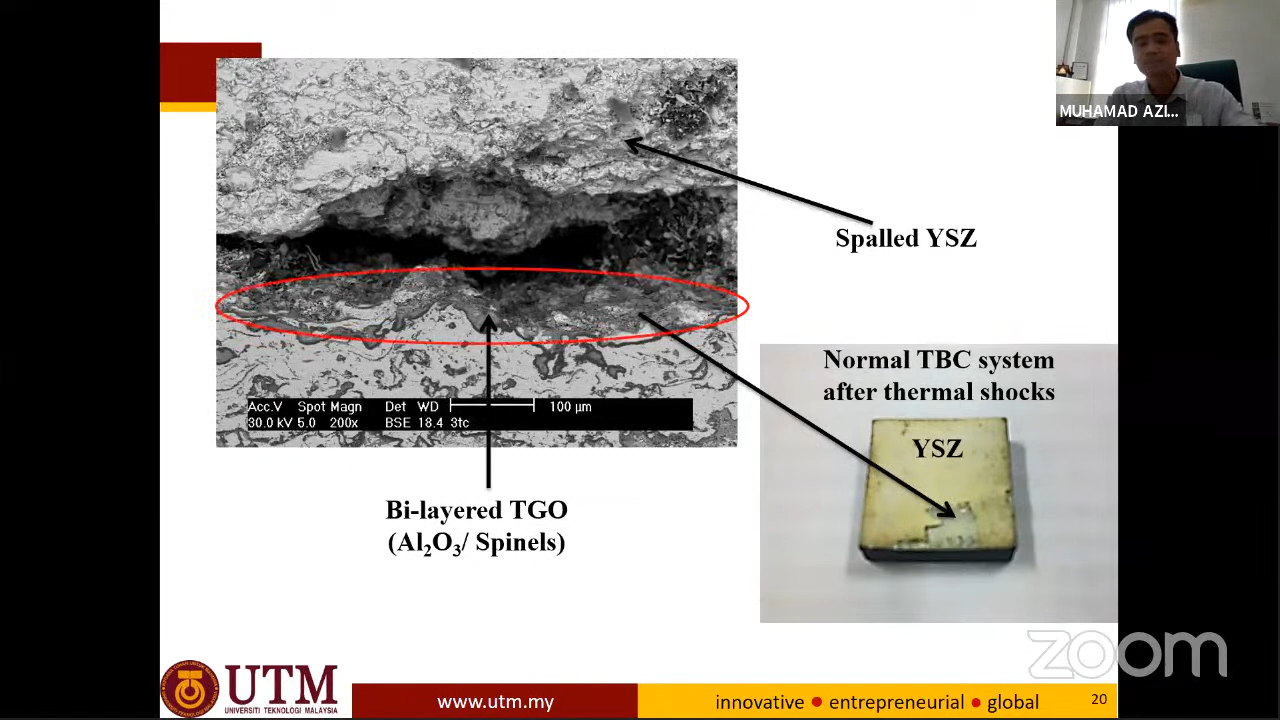 MUHAMAD AZI...
Spalled YSZ
Normal TBC system
after thermal shocks
YSZ
Acc.V Spot Magn Det WD 100 µm
30.0 kV 5.0 200x BSE 18.4 3tc
Bi-layered TGO
(Al₂O₃/ Spinels)
zoom
UTM
UNIVERSITI TEKNOLOGI MALAYSIA
www.utm.my
innovative ● entrepreneurial ● global
20